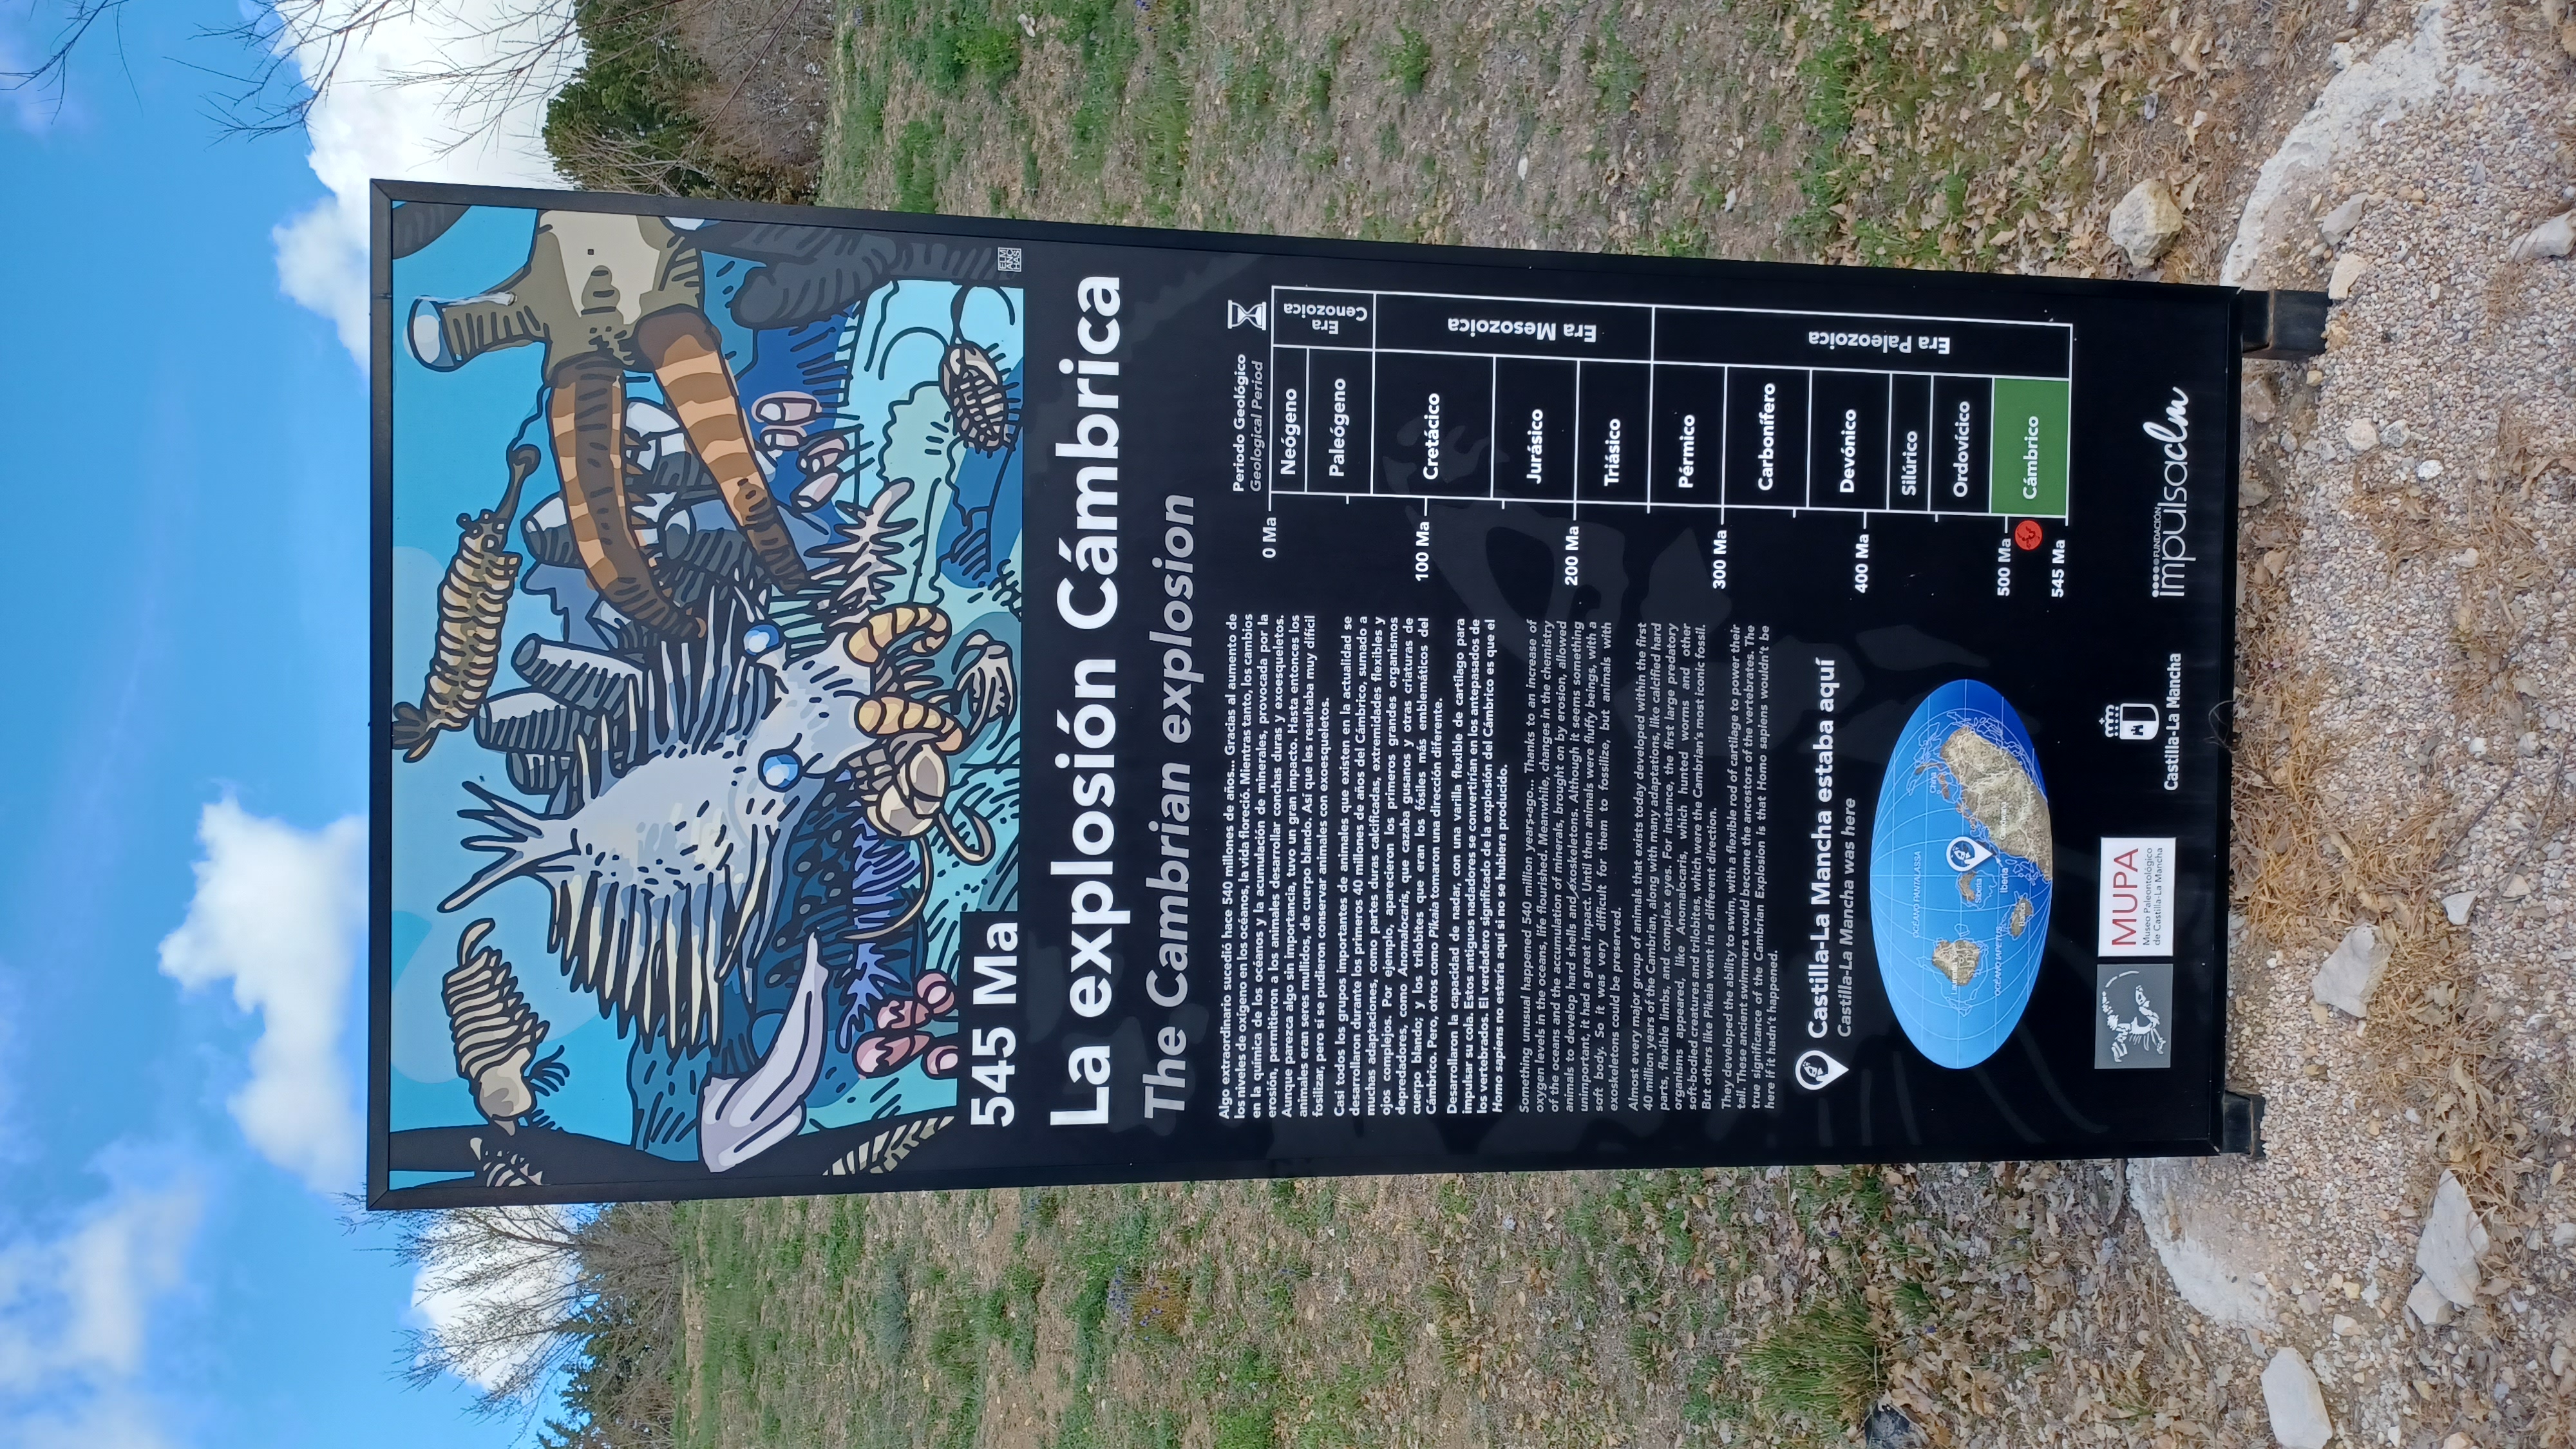 ELM
ANC
HAS
545 Ma
La explosión Cámbrica
The Cambrian explosion
Algo extraordinario sucedió hace 540 millones de años... Gracias al aumento de
los niveles de oxígeno en los océanos, la vida floreció. Mientras tanto, los cambios
en la química de los océanos y la acumulación de minerales, provocada por la
erosión, permitieron a los animales desarrollar conchas duras y exoesqueletos.
Aunque parezca algo sin importancia, tuvo un gran impacto. Hasta entonces los
animales eran seres mullidos, de cuerpo blando. Así que les resultaba muy difícil
fosilizar, pero sí se pudieron conservar animales con exoesqueletos.
Casi todos los grupos importantes de animales que existen en la actualidad se
desarrollaron durante los primeros 40 millones de años del Cámbrico, sumado a
muchas adaptaciones, como partes duras calcificadas, extremidades flexibles y
ojos complejos. Por ejemplo, aparecieron los primeros grandes organismos
depredadores, como Anomalocaris, que cazaba gusanos y otras criaturas de
cuerpo blando; y los trilobites que eran los fósiles más emblemáticos del
Cámbrico. Pero, otros como Pikaia tomaron una dirección diferente.
Desarrollaron la capacidad de nadar, con una varilla flexible de cartílago para
impulsar su cola. Estos antiguos nadadores se convertirían en los antepasados de
los vertebrados. El verdadero significado de la explosión del Cámbrico es que el
Homo sapiens no estaría aquí si no se hubiera producido.
Something unusual happened 540 million years-ago... Thanks to an increase of
oxygen levels in the oceans, life flourished. Meanwhile, changes in the chemistry
of the oceans and the accumulation of minerals, brought on by erosion, allowed
animals to develop hard shells and exoskeletons. Although it seems something
unimportant, it had a great impact. Until then animals were fluffy beings, with a
soft body. So it was very difficult for them to fossilize, but animals with
exoskeletons could be preserved.
Almost every major group of animals that exists today developed within the first
40 million years of the Cambrian, along with many adaptations, like calcified hard
parts, flexible limbs, and complex eyes. For instance, the first large predatory
organisms appeared, like Anomalocaris, which hunted worms and other
soft-bodied creatures and trilobites, which were the Cambrian's most iconic fossil.
But others like Pikaia went in a different direction.
They developed the ability to swim, with a flexible rod of cartilage to power their
tail. These ancient swimmers would become the ancestors of the vertebrates. The
true significance of the Cambrian Explosion is that Homo sapiens wouldn't be
here if it hadn't happened.
Periodo Geológico
Geological Period
0 Ma
100 Ma
200 Ma
300 Ma
400 Ma
500 Ma
545 Ma
Neógeno
Paleógeno
Cretácico
Jurásico
Triásico
Pérmico
Carbonífero
Devónico
Silúrico
Ordovícico
Cámbrico
Era
Cenozoica
Era Mesozoica
Era Paleozoica
Castilla-La Mancha estaba aquí
Castilla-La Mancha was here
OCÉANO PANTALASSA
China
Siberia
Iberia
OCÉANO IAPETUS
MUPA
Museo Paleontológico
de Castilla-La Mancha
Castilla-La Mancha
FUNDACIÓN
impulsaclm